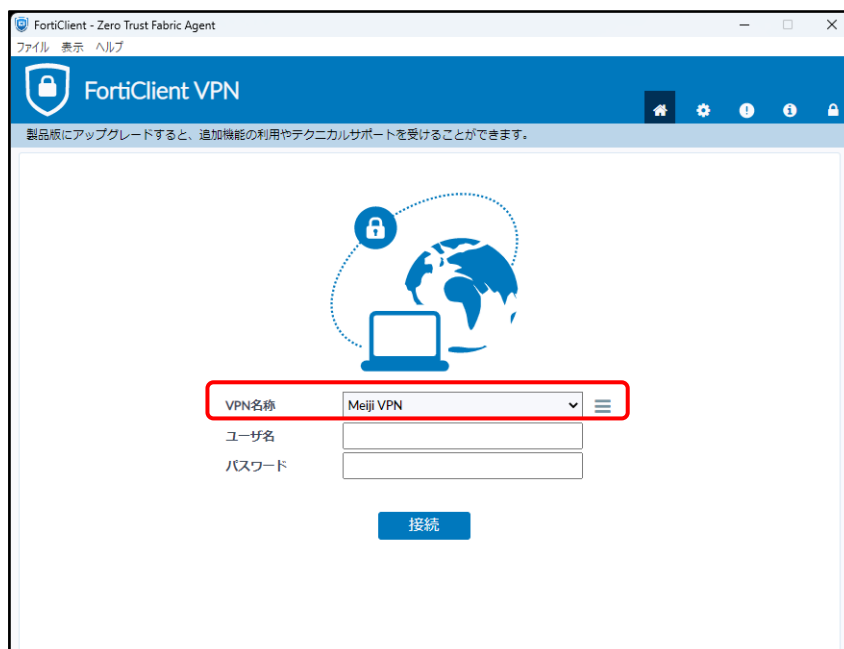 FortiClient - Zero Trust Fabric Agent
ファイル 表示 ヘルプ
FortiClient VPN
製品版にアップグレードすると、追加機能の利用やテクニカルサポートを受けることができます。
VPN名称 Meiji VPN
ユーザ名
パスワード
接続